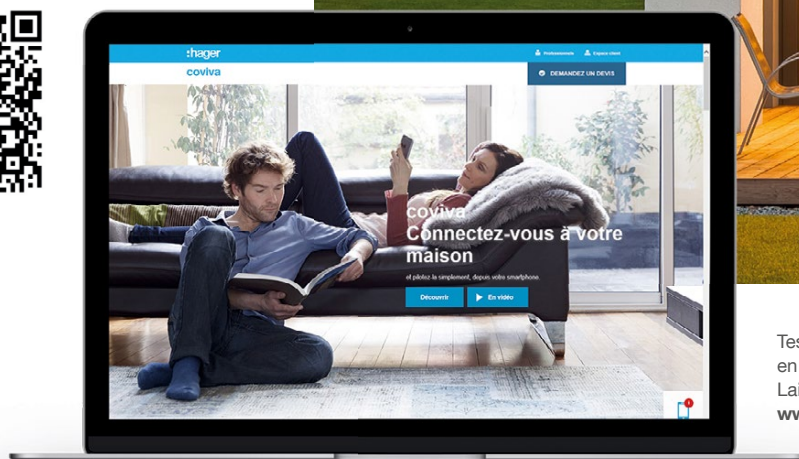 :hager
Professionnels Espace client
coviva
DEMANDEZ UN DEVIS
coviva
Connectez-vous à votre
maison
et pilotez-la simplement, depuis votre smartphone.
Découvrir En vidéo
Tes
en
Lai